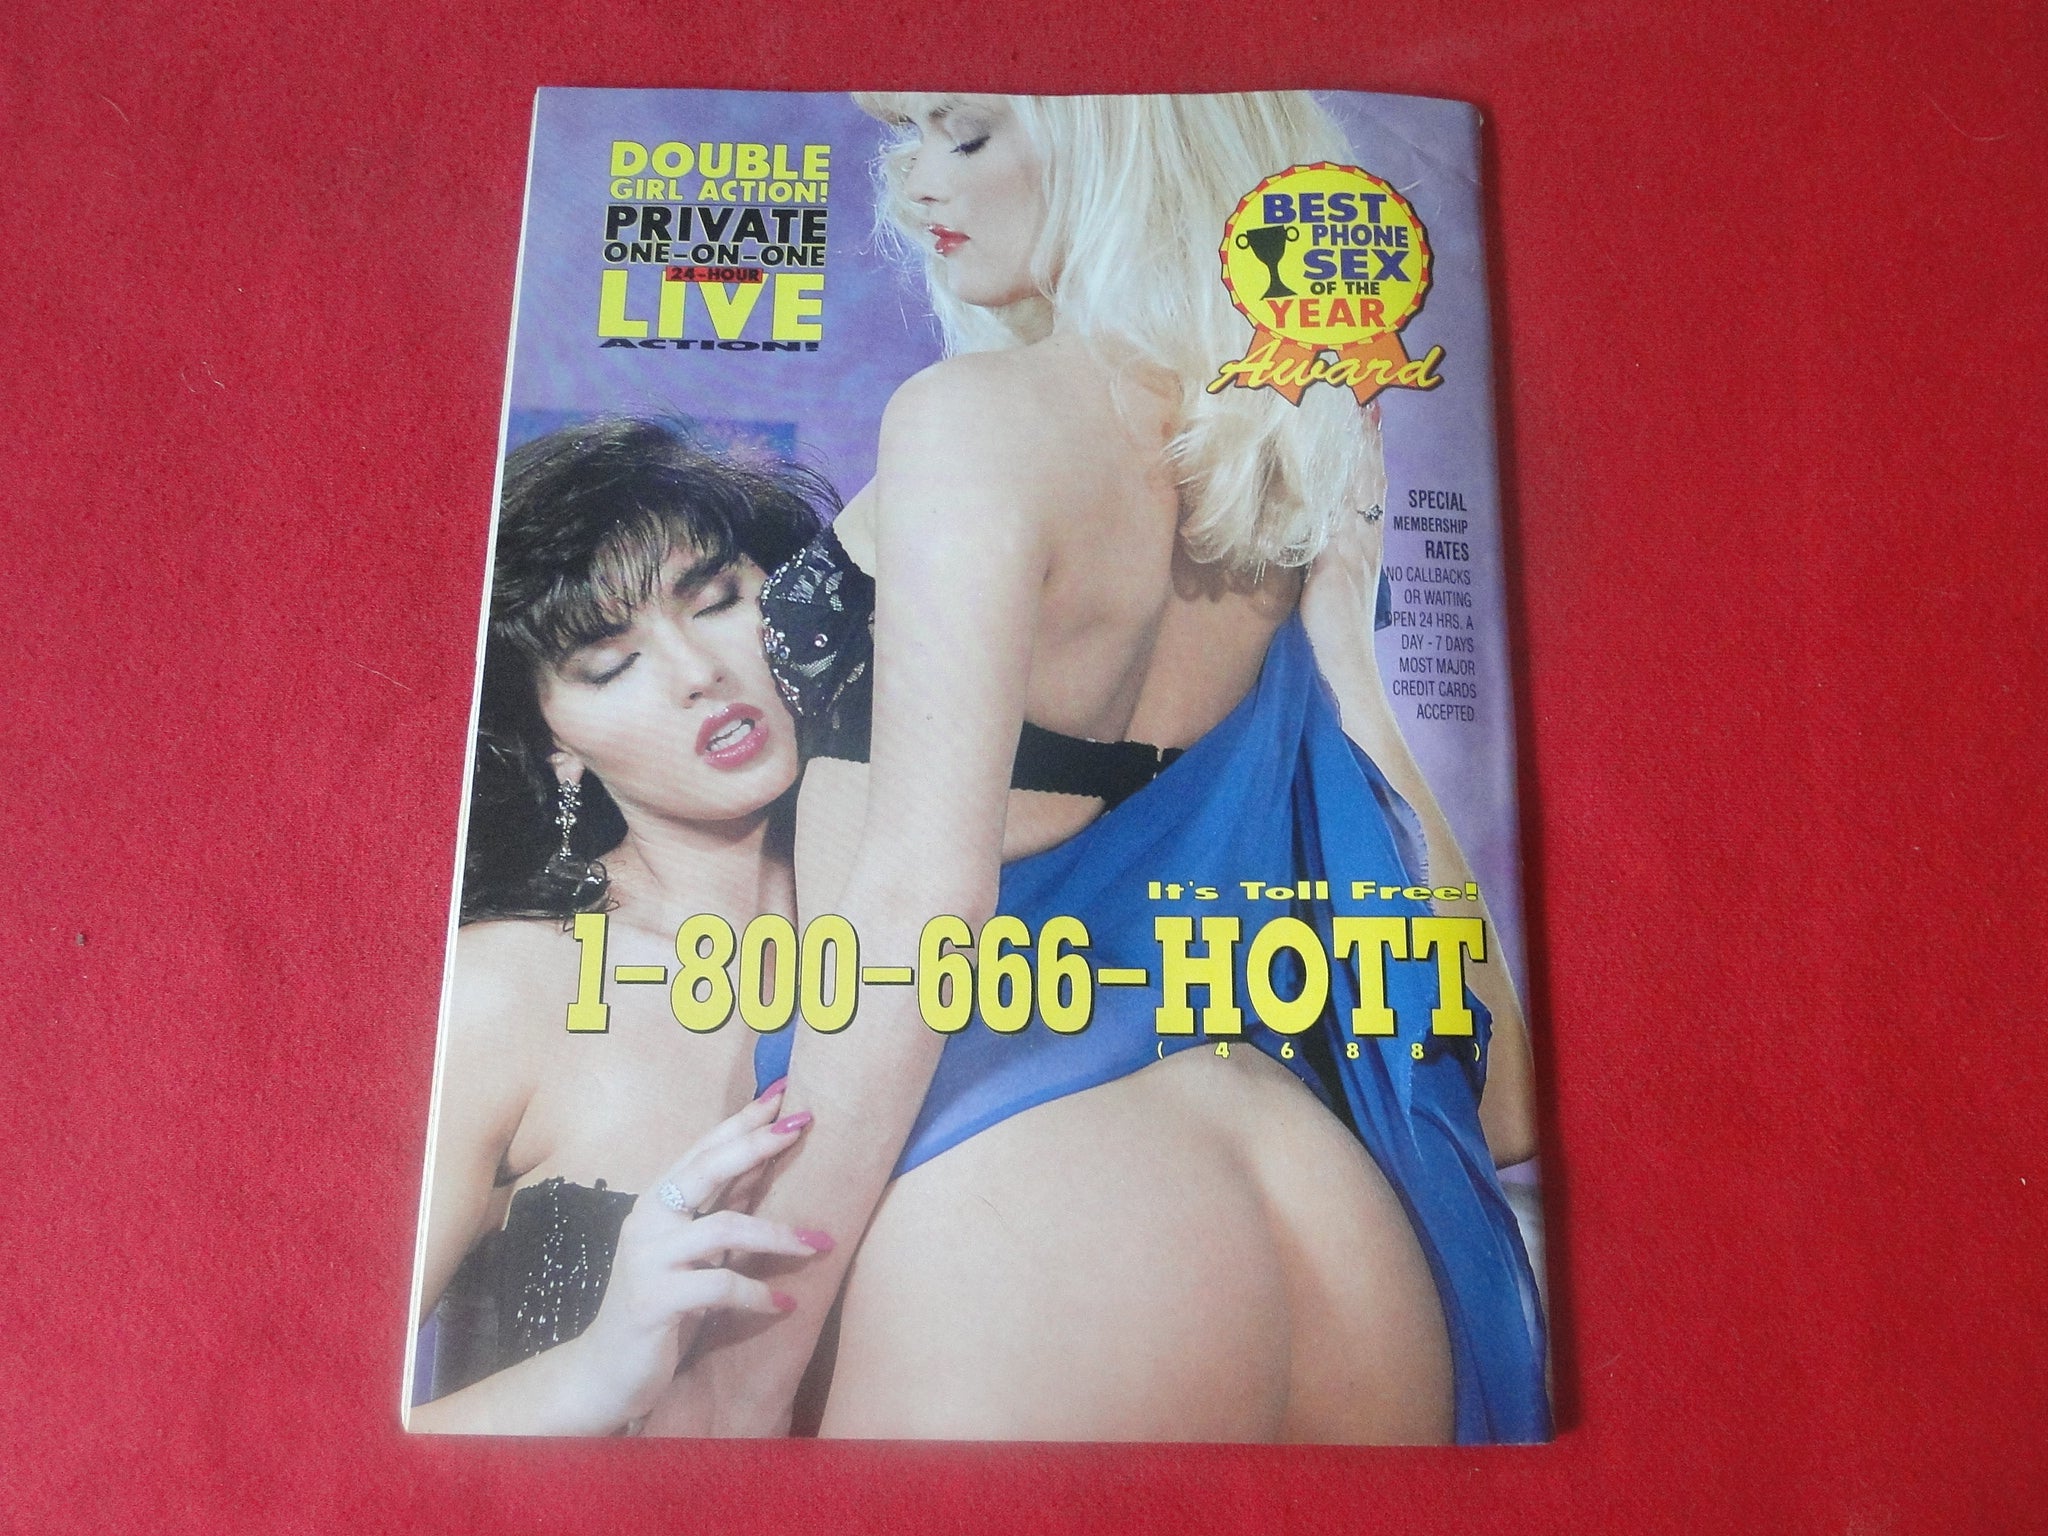 DOUBLE
GIRL ACTION!
PRIVATE
ONE-ON-ONE
24-HOUR
LIVE
ACTION!
BEST
PHONE
SEX
OF THE
YEAR
Award
SPECIAL
MEMBERSHIP
RATES
NO CALLBACKS
OR WAITING
OPEN 24 HRS. A
DAY - 7 DAYS
MOST MAJOR
CREDIT CARDS
ACCEPTED
It's Toll Free!
1-800-666-HOTT
(4688)